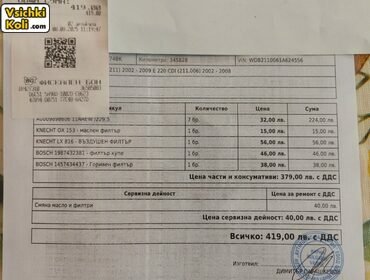 Vsichki
Koli
.com
419.00
ФИСКАЛЕН БОН
Километри: 345828
VIN: WDB2110061A624556
(211) 2002 - 2009 E 220 CDI (211.006) 2002 - 2008
Количество Цена Сума
7 бр. 32,00 лв. 224,00 лв.
KNECHT OX 153 - маслен филтър 1 бр. 15,00 лв. 15,00 лв.
KNECHT LX 816 - ВЪЗДУШЕН ФИЛТЪР 1 бр. 56,00 лв. 56,00 лв.
BOSCH 1987432381 - филтър купе 1 бр. 46,00 лв. 46,00 лв.
BOSCH 1457434437 - Горивен филтър 1 бр. 38,00 лв. 38,00 лв.
Цена части и консумативи: 379,00 лв. с ДДС
Сервизна дейност Цена за ремонт с ДДС
Смяна масло и филтри 40,00 лв.
Цена сервизна дейност: 40,00 лв. с ДДС
Всичко: 419,00 лв. с ДДС
Изготвил:
ДИМИТЪР